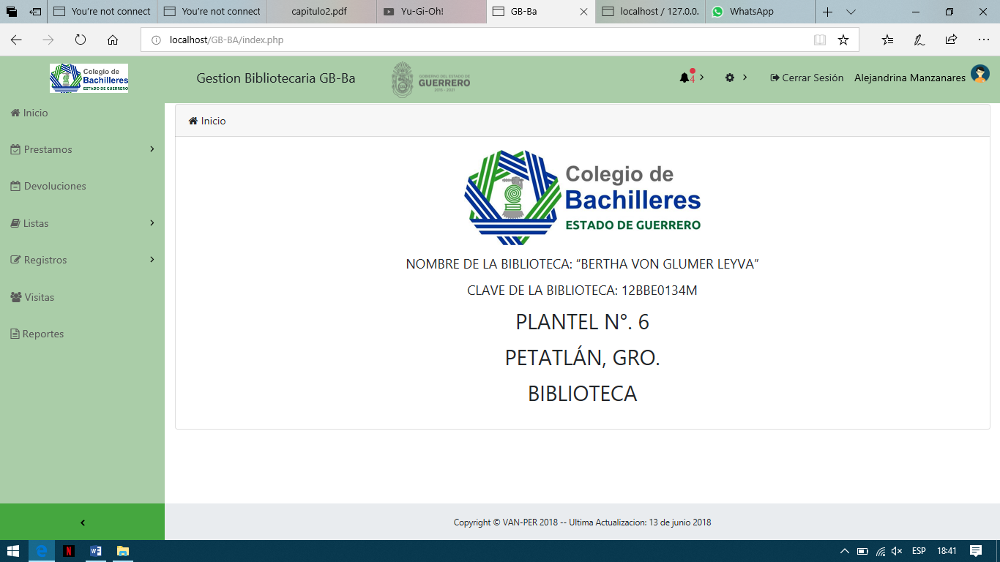 You're not connect
You're not connect
capitulo2.pdf
Yu-Gi-Oh!
GB-Ba
localhost / 127.0.0.
WhatsApp
localhost/GB-BA/index.php
Colegio de
Bachilleres
ESTADO DE GUERRERO
Gestion Bibliotecaria GB-Ba
GOBIERNO DEL ESTADO DE
GUERRERO
2015 - 2021
4
Cerrar Sesión
Alejandrina Manzanares
Inicio
Prestamos
Devoluciones
Listas
Registros
Visitas
Reportes
Inicio
Colegio de
Bachilleres
ESTADO DE GUERRERO
NOMBRE DE LA BIBLIOTECA: “BERTHA VON GLUMER LEYVA”
CLAVE DE LA BIBLIOTECA: 12BBE0134M
PLANTEL N°. 6
PETATLÁN, GRO.
BIBLIOTECA
Copyright © VAN-PER 2018 -- Ultima Actualizacion: 13 de junio 2018
ESP
18:41